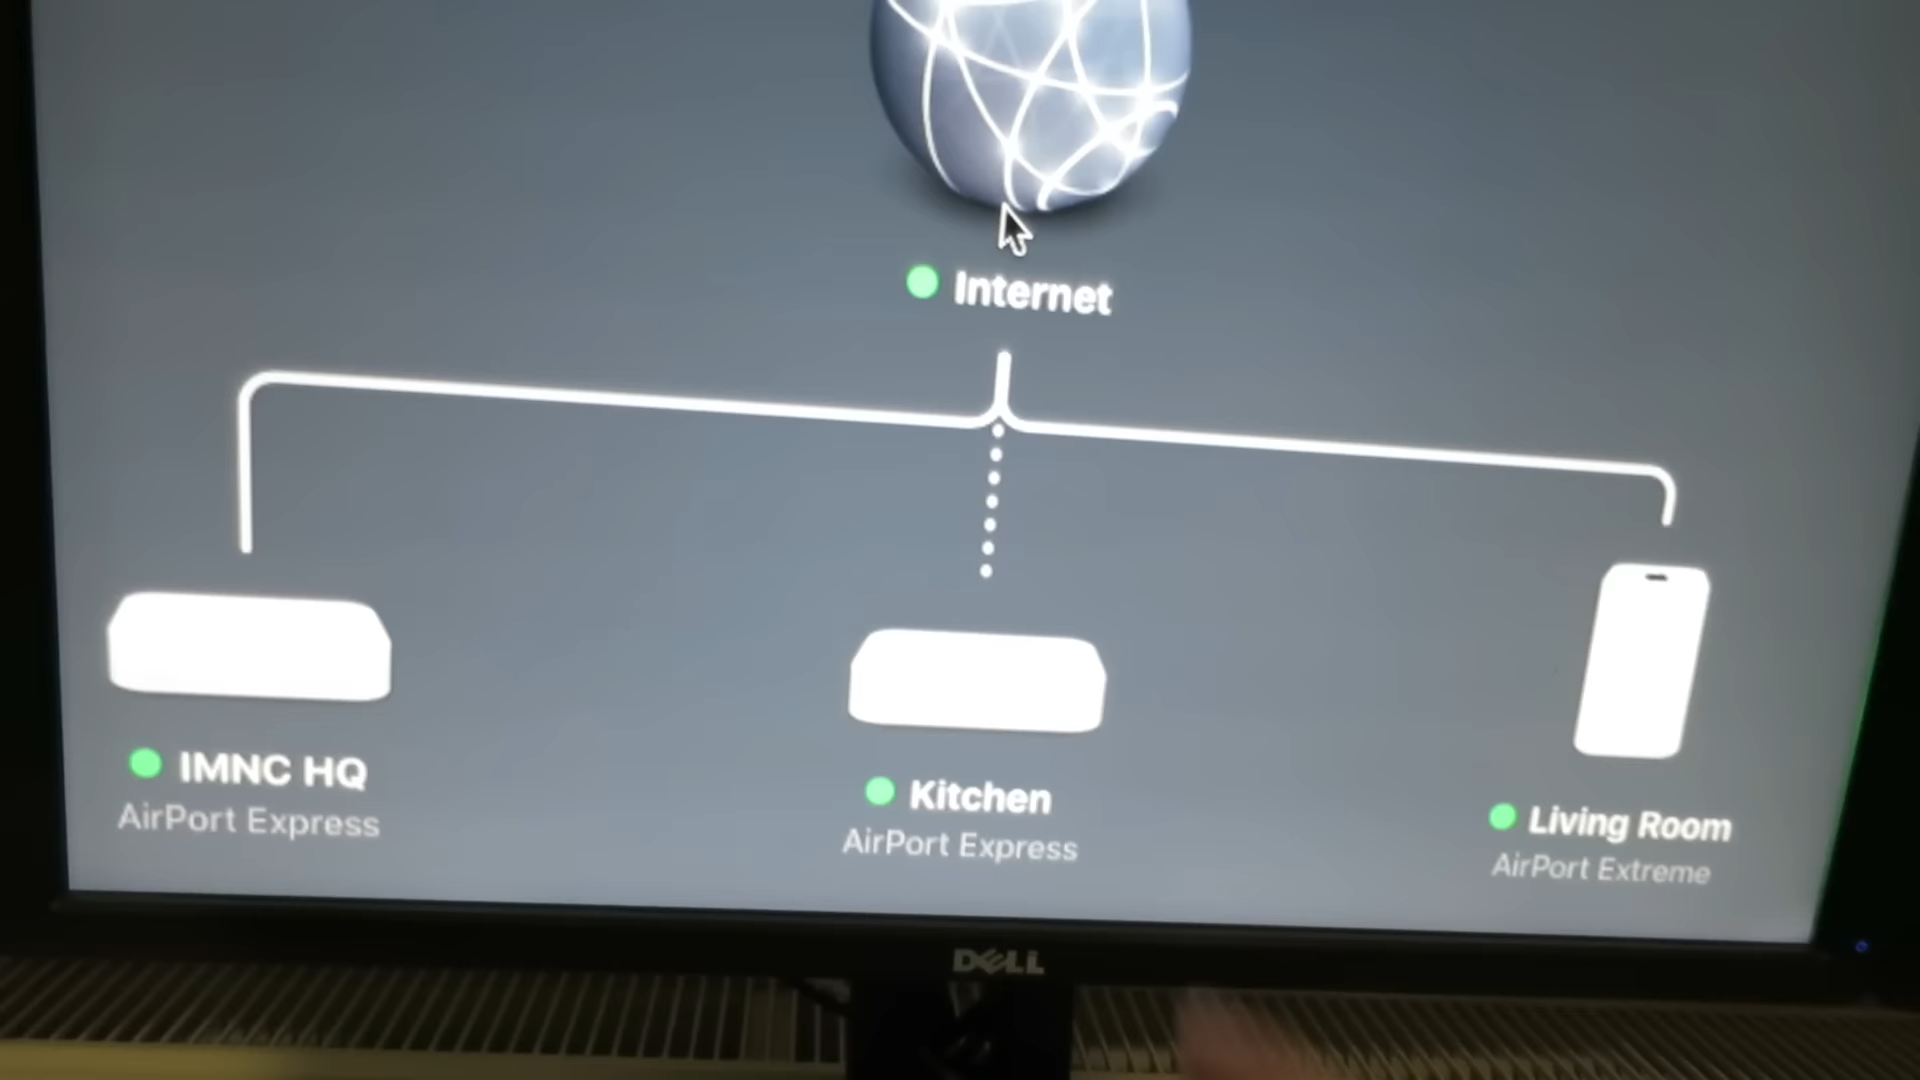 Internet
IMNC HQ
AirPort Express
Kitchen
AirPort Express
Living Room
AirPort Extreme
DELL